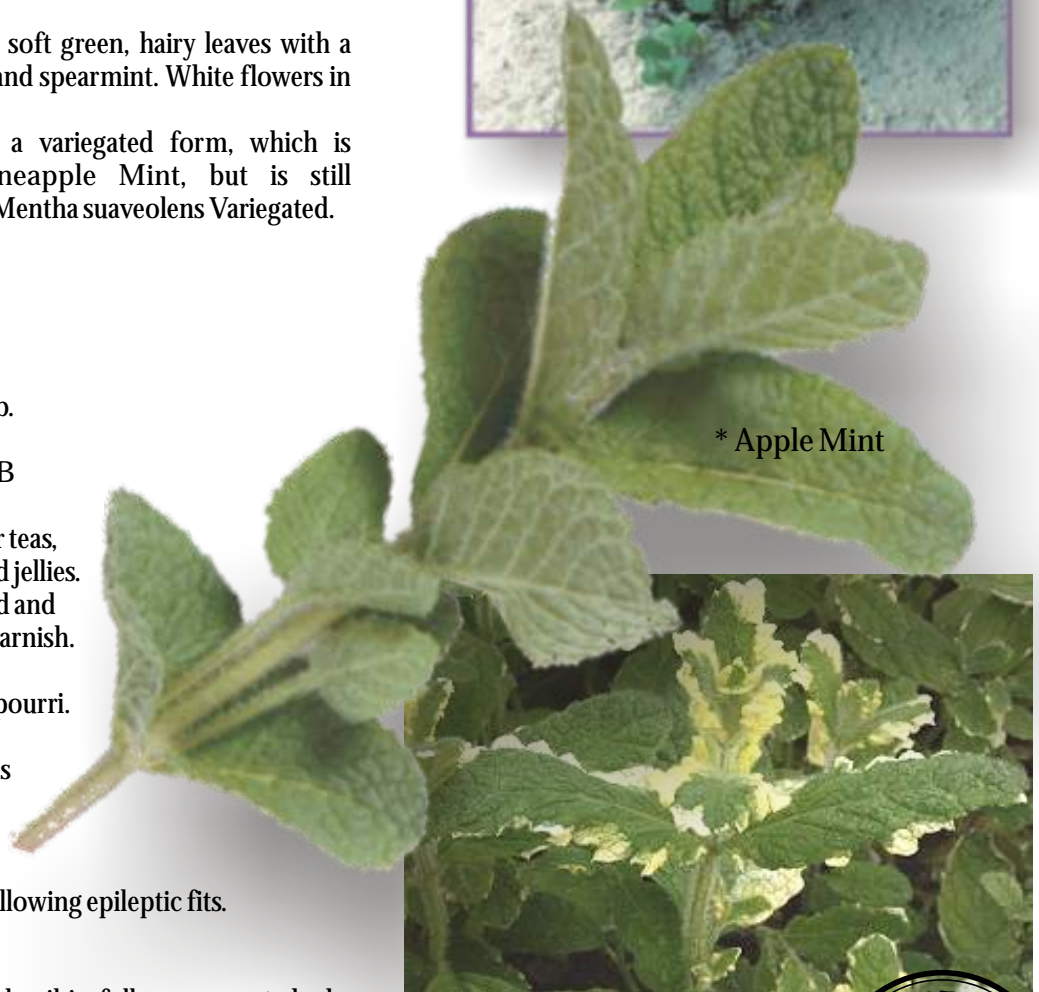 soft green, hairy leaves with a
and spearmint. White flowers in
a variegated form, which is
neapple Mint, but is still
Mentha suaveolens Variegated.
* Apple Mint
B
r teas,
d jellies.
d and
arnish.
pourri.
s
llowing epileptic fits.